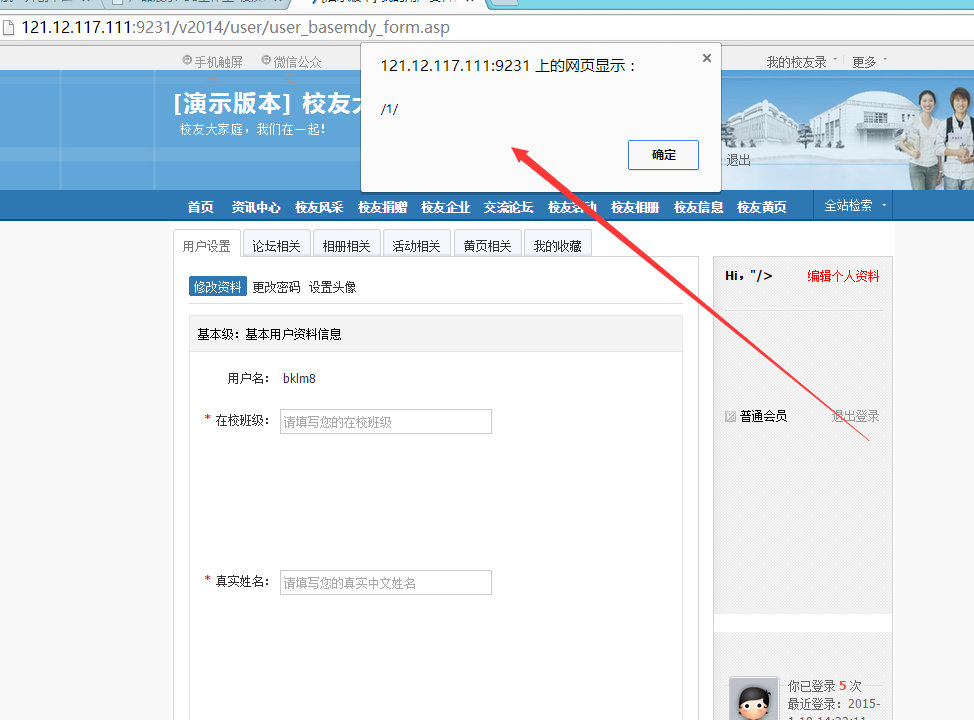 121.12.117.111:9231/v2014/user/user_basemdy_form.asp
手机触屏 微信公众
我的校友录 更多
121.12.117.111:9231 上的网页显示：
/1/
确定
[演示版本] 校友
校友大家庭，我们在一起!
退出
首页 资讯中心 校友风采 校友捐赠 校友企业 交流论坛 校友活动 校友相册 校友信息 校友黄页 全站检索
用户设置 论坛相关 相册相关 活动相关 黄页相关 我的收藏
修改资料 更改密码 设置头像
基本级：基本用户资料信息
用户名： bklm8
* 在校班级： 请填写您的在校班级
* 真实姓名： 请填写您的真实中文姓名
Hi，"/> 编辑个人资料
普通会员 退出登录
你已登录 5 次
最近登录：2015-